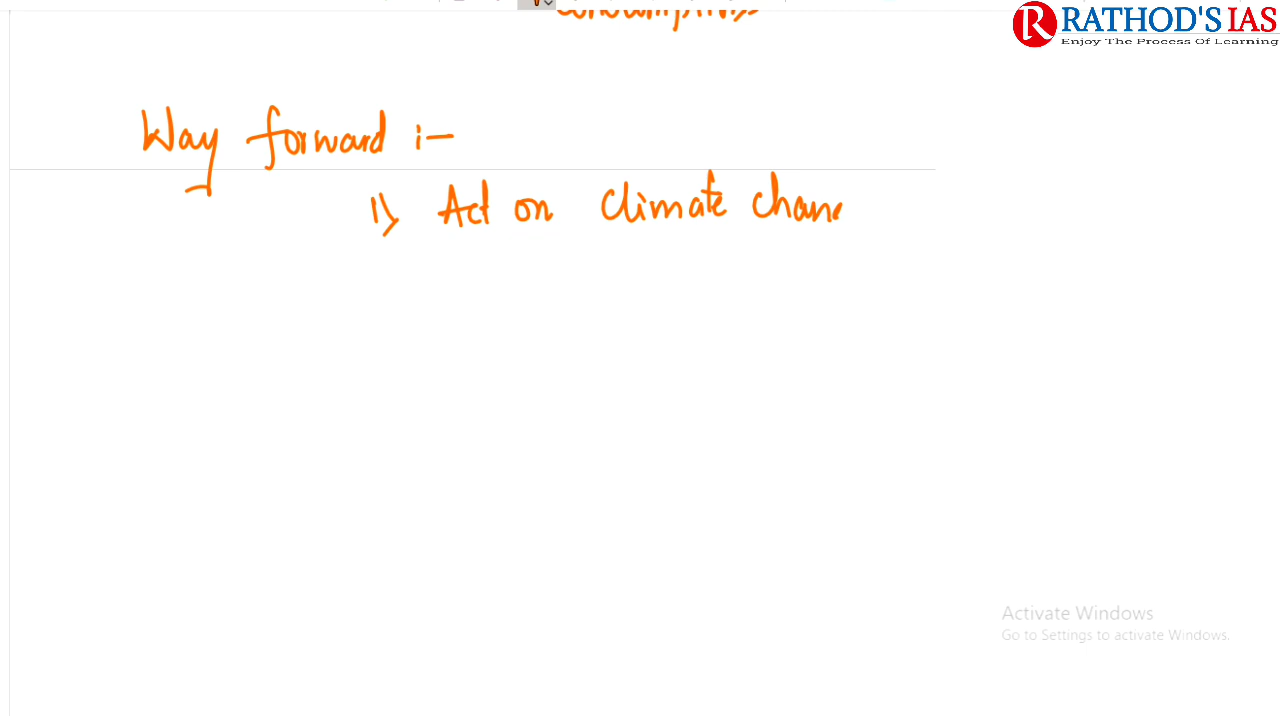 RATHOD'S IAS
Enjoy The Process Of Learning
Way forward :-
1) Act on Climate chan
Activate Windows
Go to Settings to activate Windows.